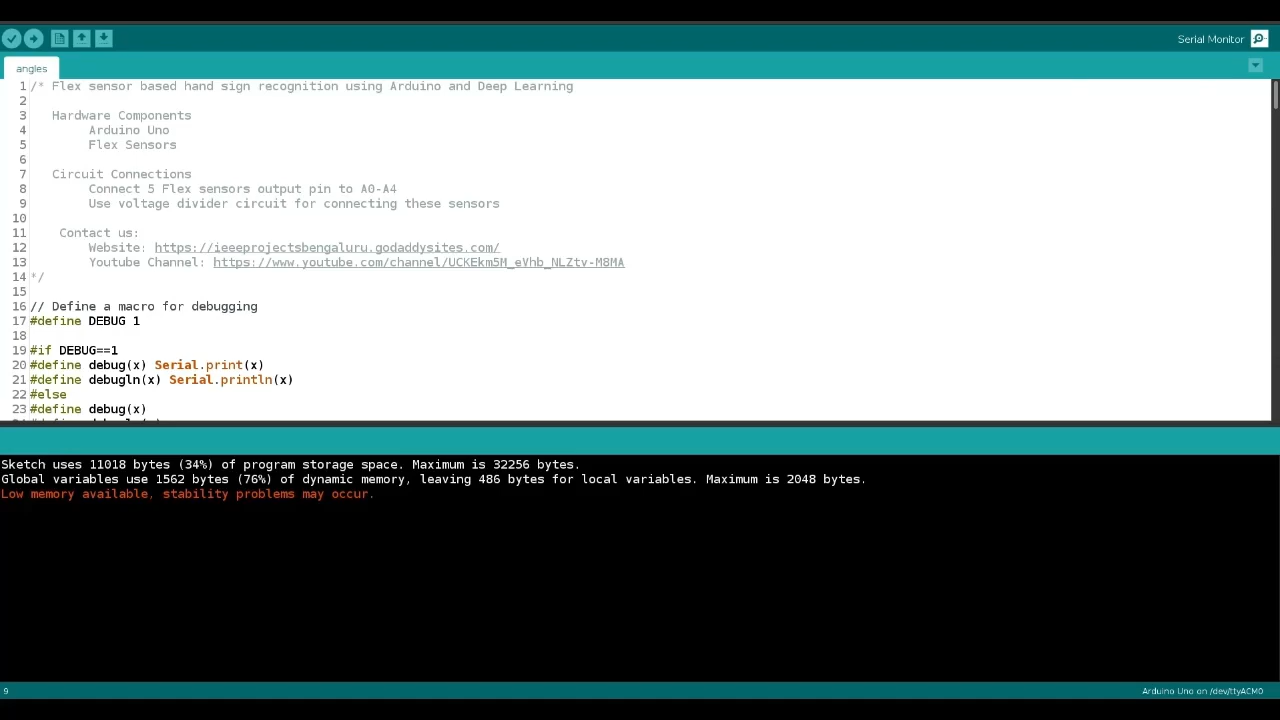 Serial Monitor
angles
1 /* Flex sensor based hand sign recognition using Arduino and Deep Learning
2
3 Hardware Components
4 Arduino Uno
5 Flex Sensors
6
7 Circuit Connections
8 Connect 5 Flex sensors output pin to A0-A4
9 Use voltage divider circuit for connecting these sensors
10
11 Contact us:
12 Website: https://ieeeprojectsbengaluru.godaddysites.com/
13 Youtube Channel: https://www.youtube.com/channel/UCKEkm5M_eVhb_NLZtv-M8MA
14 */
15
16 // Define a macro for debugging
17 #define DEBUG 1
18
19 #if DEBUG==1
20 #define debug(x) Serial.print(x)
21 #define debugln(x) Serial.println(x)
22 #else
23 #define debug(x)
Sketch uses 11018 bytes (34%) of program storage space. Maximum is 32256 bytes.
Global variables use 1562 bytes (76%) of dynamic memory, leaving 486 bytes for local variables. Maximum is 2048 bytes.
Low memory available, stability problems may occur.
9
Arduino Uno on /dev/ttyACM0